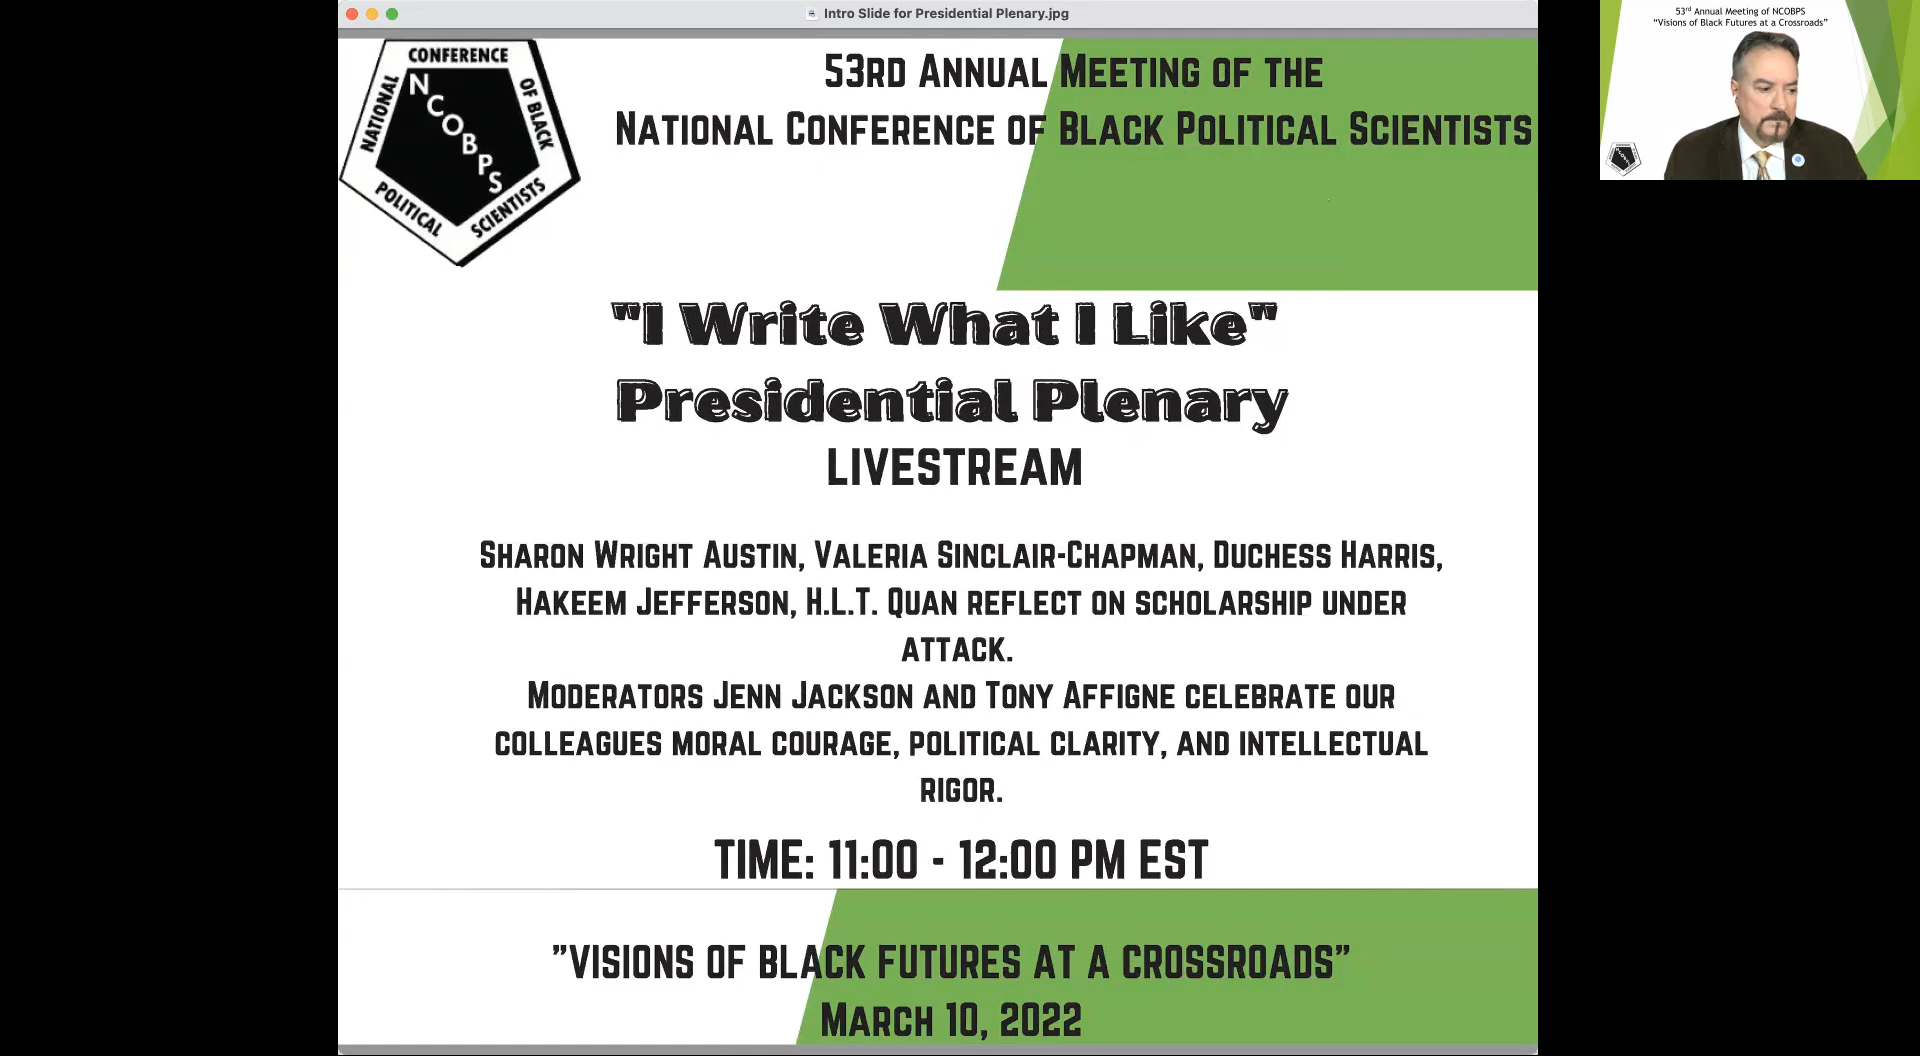 Intro Slide for Presidential Plenary.jpg
NATIONAL CONFERENCE OF BLACK
POLITICAL SCIENTISTS
NCOBPS
53RD ANNUAL MEETING OF THE
NATIONAL CONFERENCE OF BLACK POLITICAL SCIENTISTS
"I Write What I Like"
Presidential Plenary
LIVESTREAM
SHARON WRIGHT AUSTIN, VALERIA SINCLAIR-CHAPMAN, DUCHESS HARRIS,
HAKEEM JEFFERSON, H.L.T. QUAN REFLECT ON SCHOLARSHIP UNDER
ATTACK.
MODERATORS JENN JACKSON AND TONY AFFIGNE CELEBRATE OUR
COLLEAGUES MORAL COURAGE, POLITICAL CLARITY, AND INTELLECTUAL
RIGOR.
TIME: 11:00 - 12:00 PM EST
"VISIONS OF BLACK FUTURES AT A CROSSROADS"
MARCH 10, 2022
53rd Annual Meeting of NCOBPS
"Visions of Black Futures at a Crossroads"